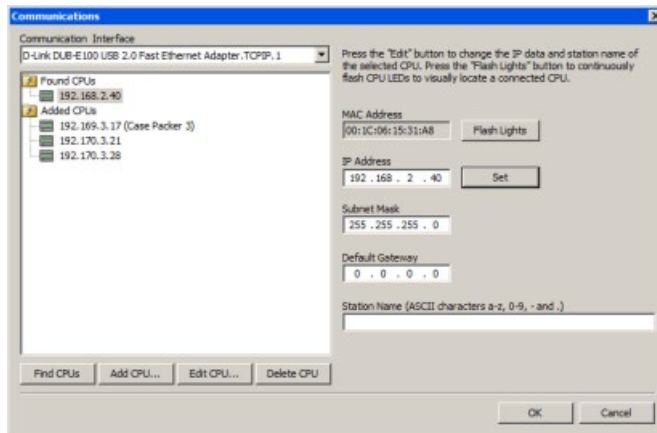 Communications
Communication Interface
D-Link DUB-E100 USB 2.0 Fast Ethernet Adapter.TCPIP.1
Found CPUs
192.168.2.40
Added CPUs
192.169.3.17 (Case Packer 3)
192.170.3.21
192.170.3.28
Find CPUs
Add CPU...
Edit CPU...
Delete CPU
Press the "Edit" button to change the IP data and station name of
the selected CPU. Press the "Flash Lights" button to continuously
flash CPU LEDs to visually locate a connected CPU.
MAC Address
00:1C:06:15:31:A8
Flash Lights
IP Address
192 . 168 . 2 . 40
Set
Subnet Mask
255 . 255 . 255 . 0
Default Gateway
0 . 0 . 0 . 0
Station Name (ASCII characters a-z, 0-9, - and .)
OK
Cancel